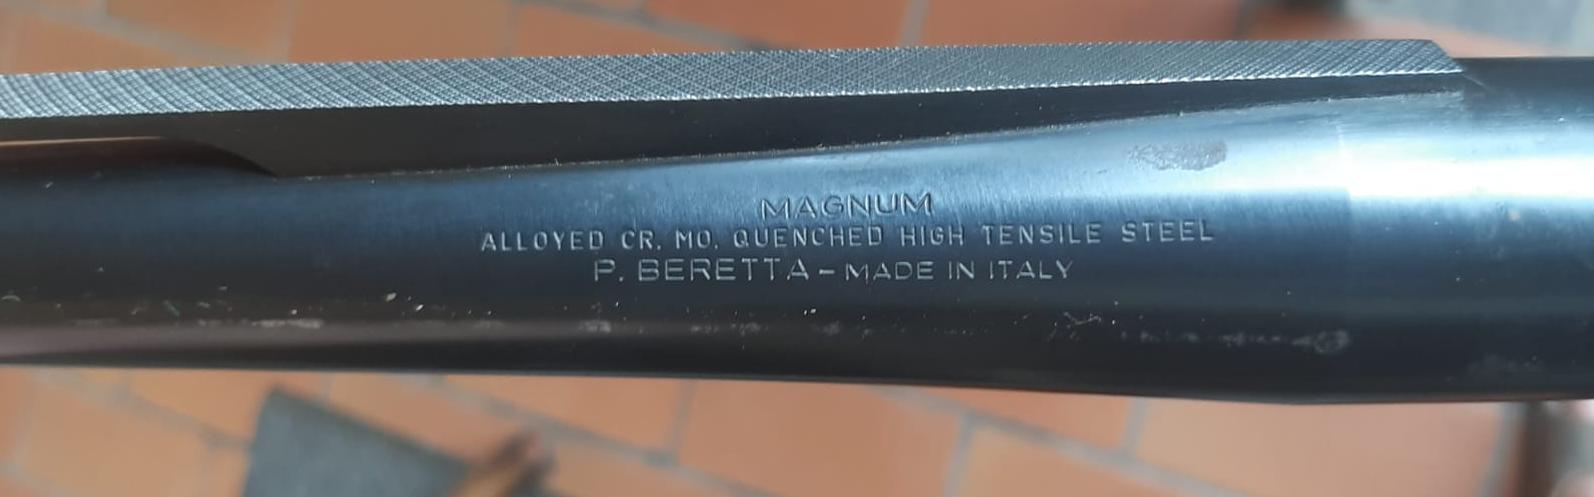 MAGNUM
ALLOYED CR. MO. QUENCHED HIGH TENSILE STEEL
P. BERETTA - MADE IN ITALY